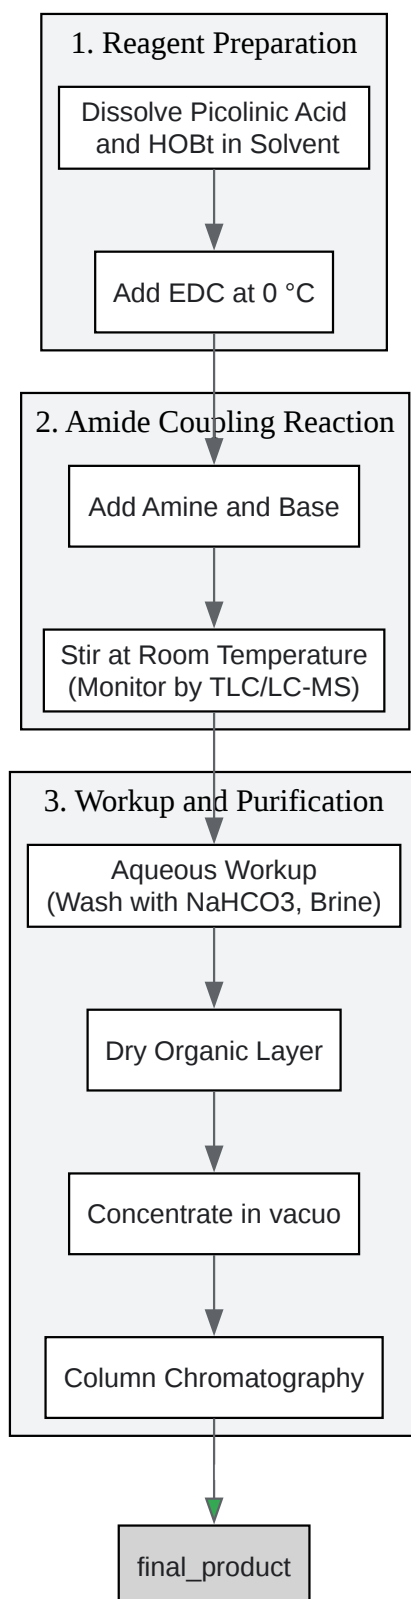 1. Reagent Preparation
Dissolve Picolinic Acid
and HOBt in Solvent
Add EDC at 0 °C
2. Amide Coupling Reaction
Add Amine and Base
Stir at Room Temperature
(Monitor by TLC/LC-MS)
3. Workup and Purification
Aqueous Workup
(Wash with NaHCO3, Brine)
Dry Organic Layer
Concentrate in vacuo
Column Chromatography
final_product